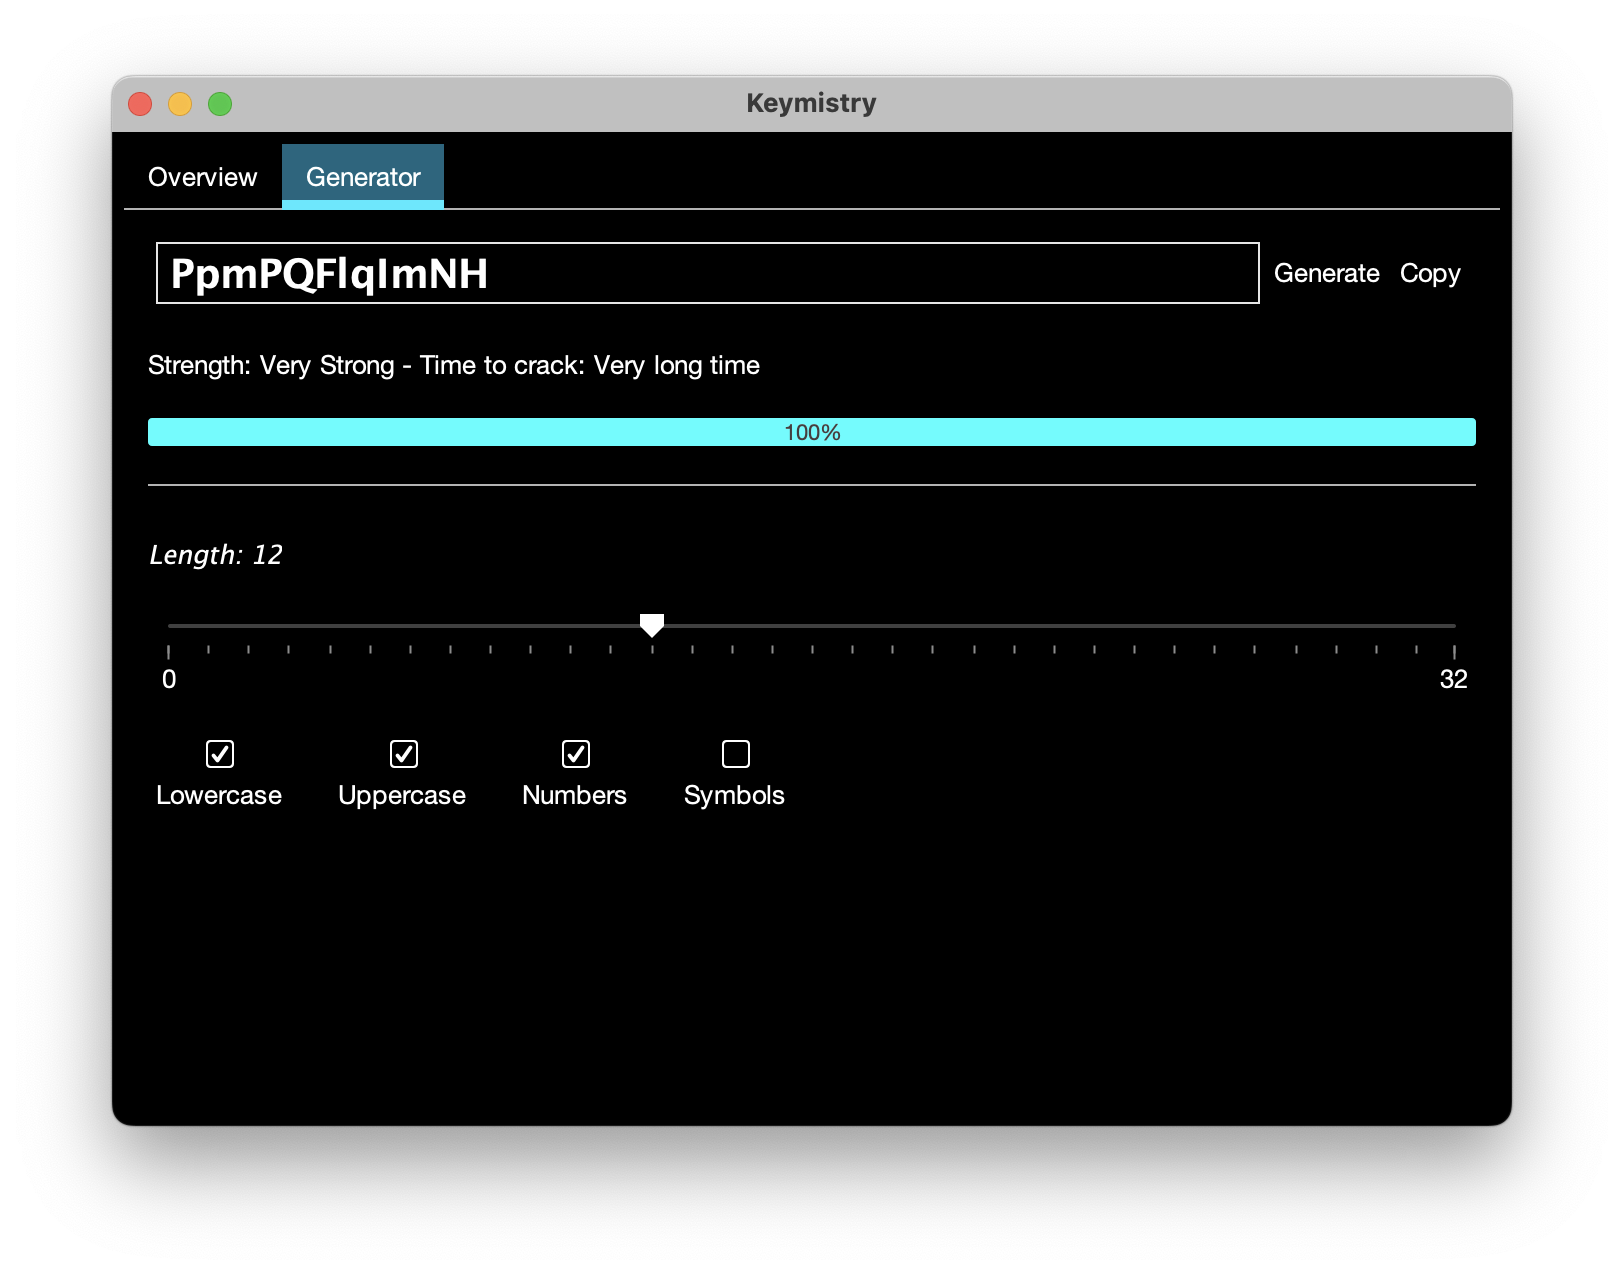 Keymistry
Overview Generator
PpmPQFlqImNH Generate Copy
Strength: Very Strong - Time to crack: Very long time
100%
Length: 12
0 32
Lowercase Uppercase Numbers Symbols